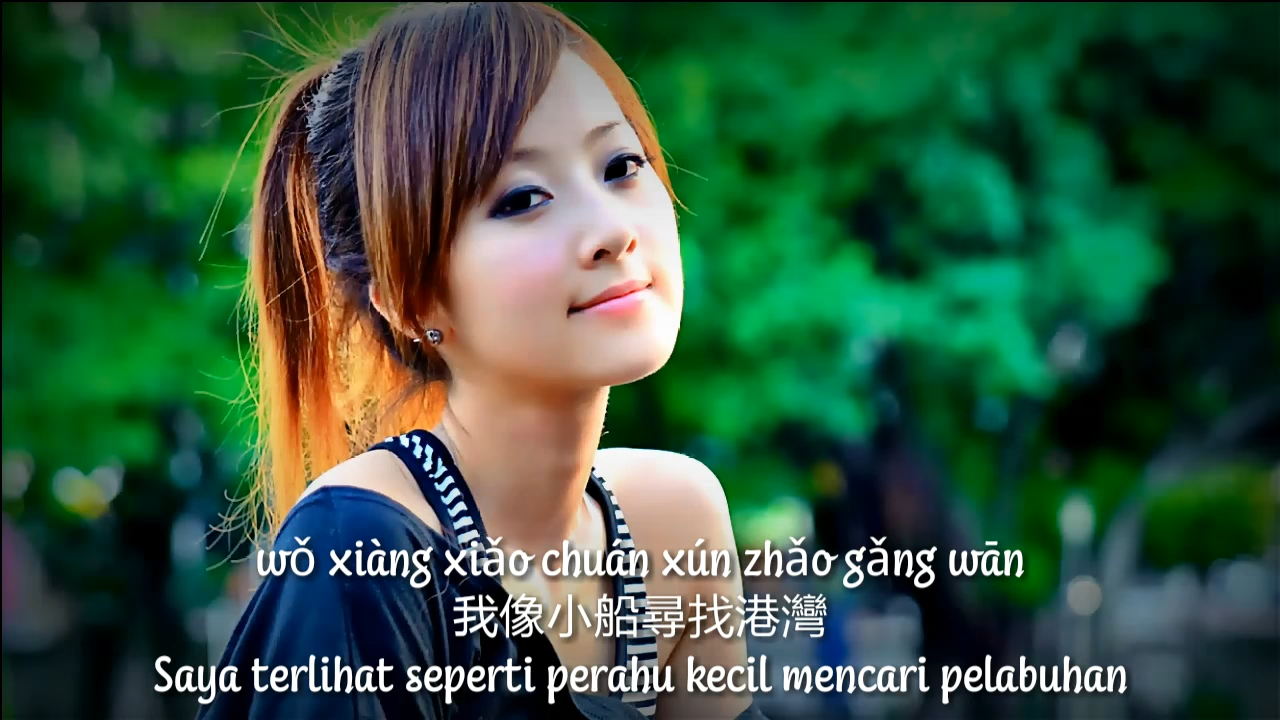 wǒ xiàng xiǎo chuán xún zhǎo gǎng wān
我像小船尋找港灣
Saya terlihat seperti perahu kecil mencari pelabuhan